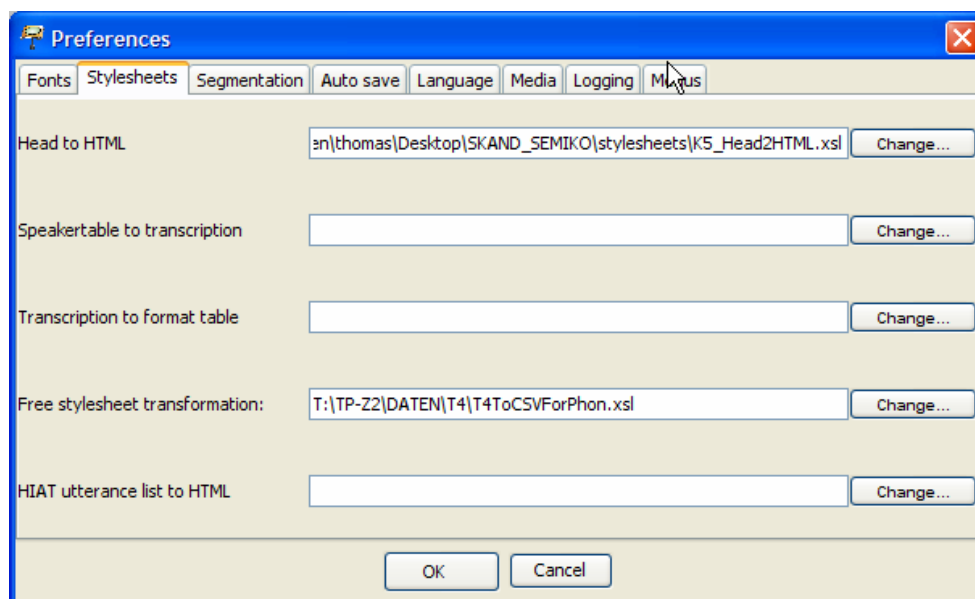 Preferences
Fonts Stylesheets Segmentation Auto save Language Media Logging
Head to HTML en\thomas\Desktop\SKAND_SEMIKO\stylesheets\K5_Head2HTML.xsl Change...
Speakertable to transcription Change...
Transcription to format table Change...
Free stylesheet transformation: T:\TP-Z2\DATEN\T4\T4ToCSVForPhon.xsl Change...
HIAT utterance list to HTML Change...
OK Cancel